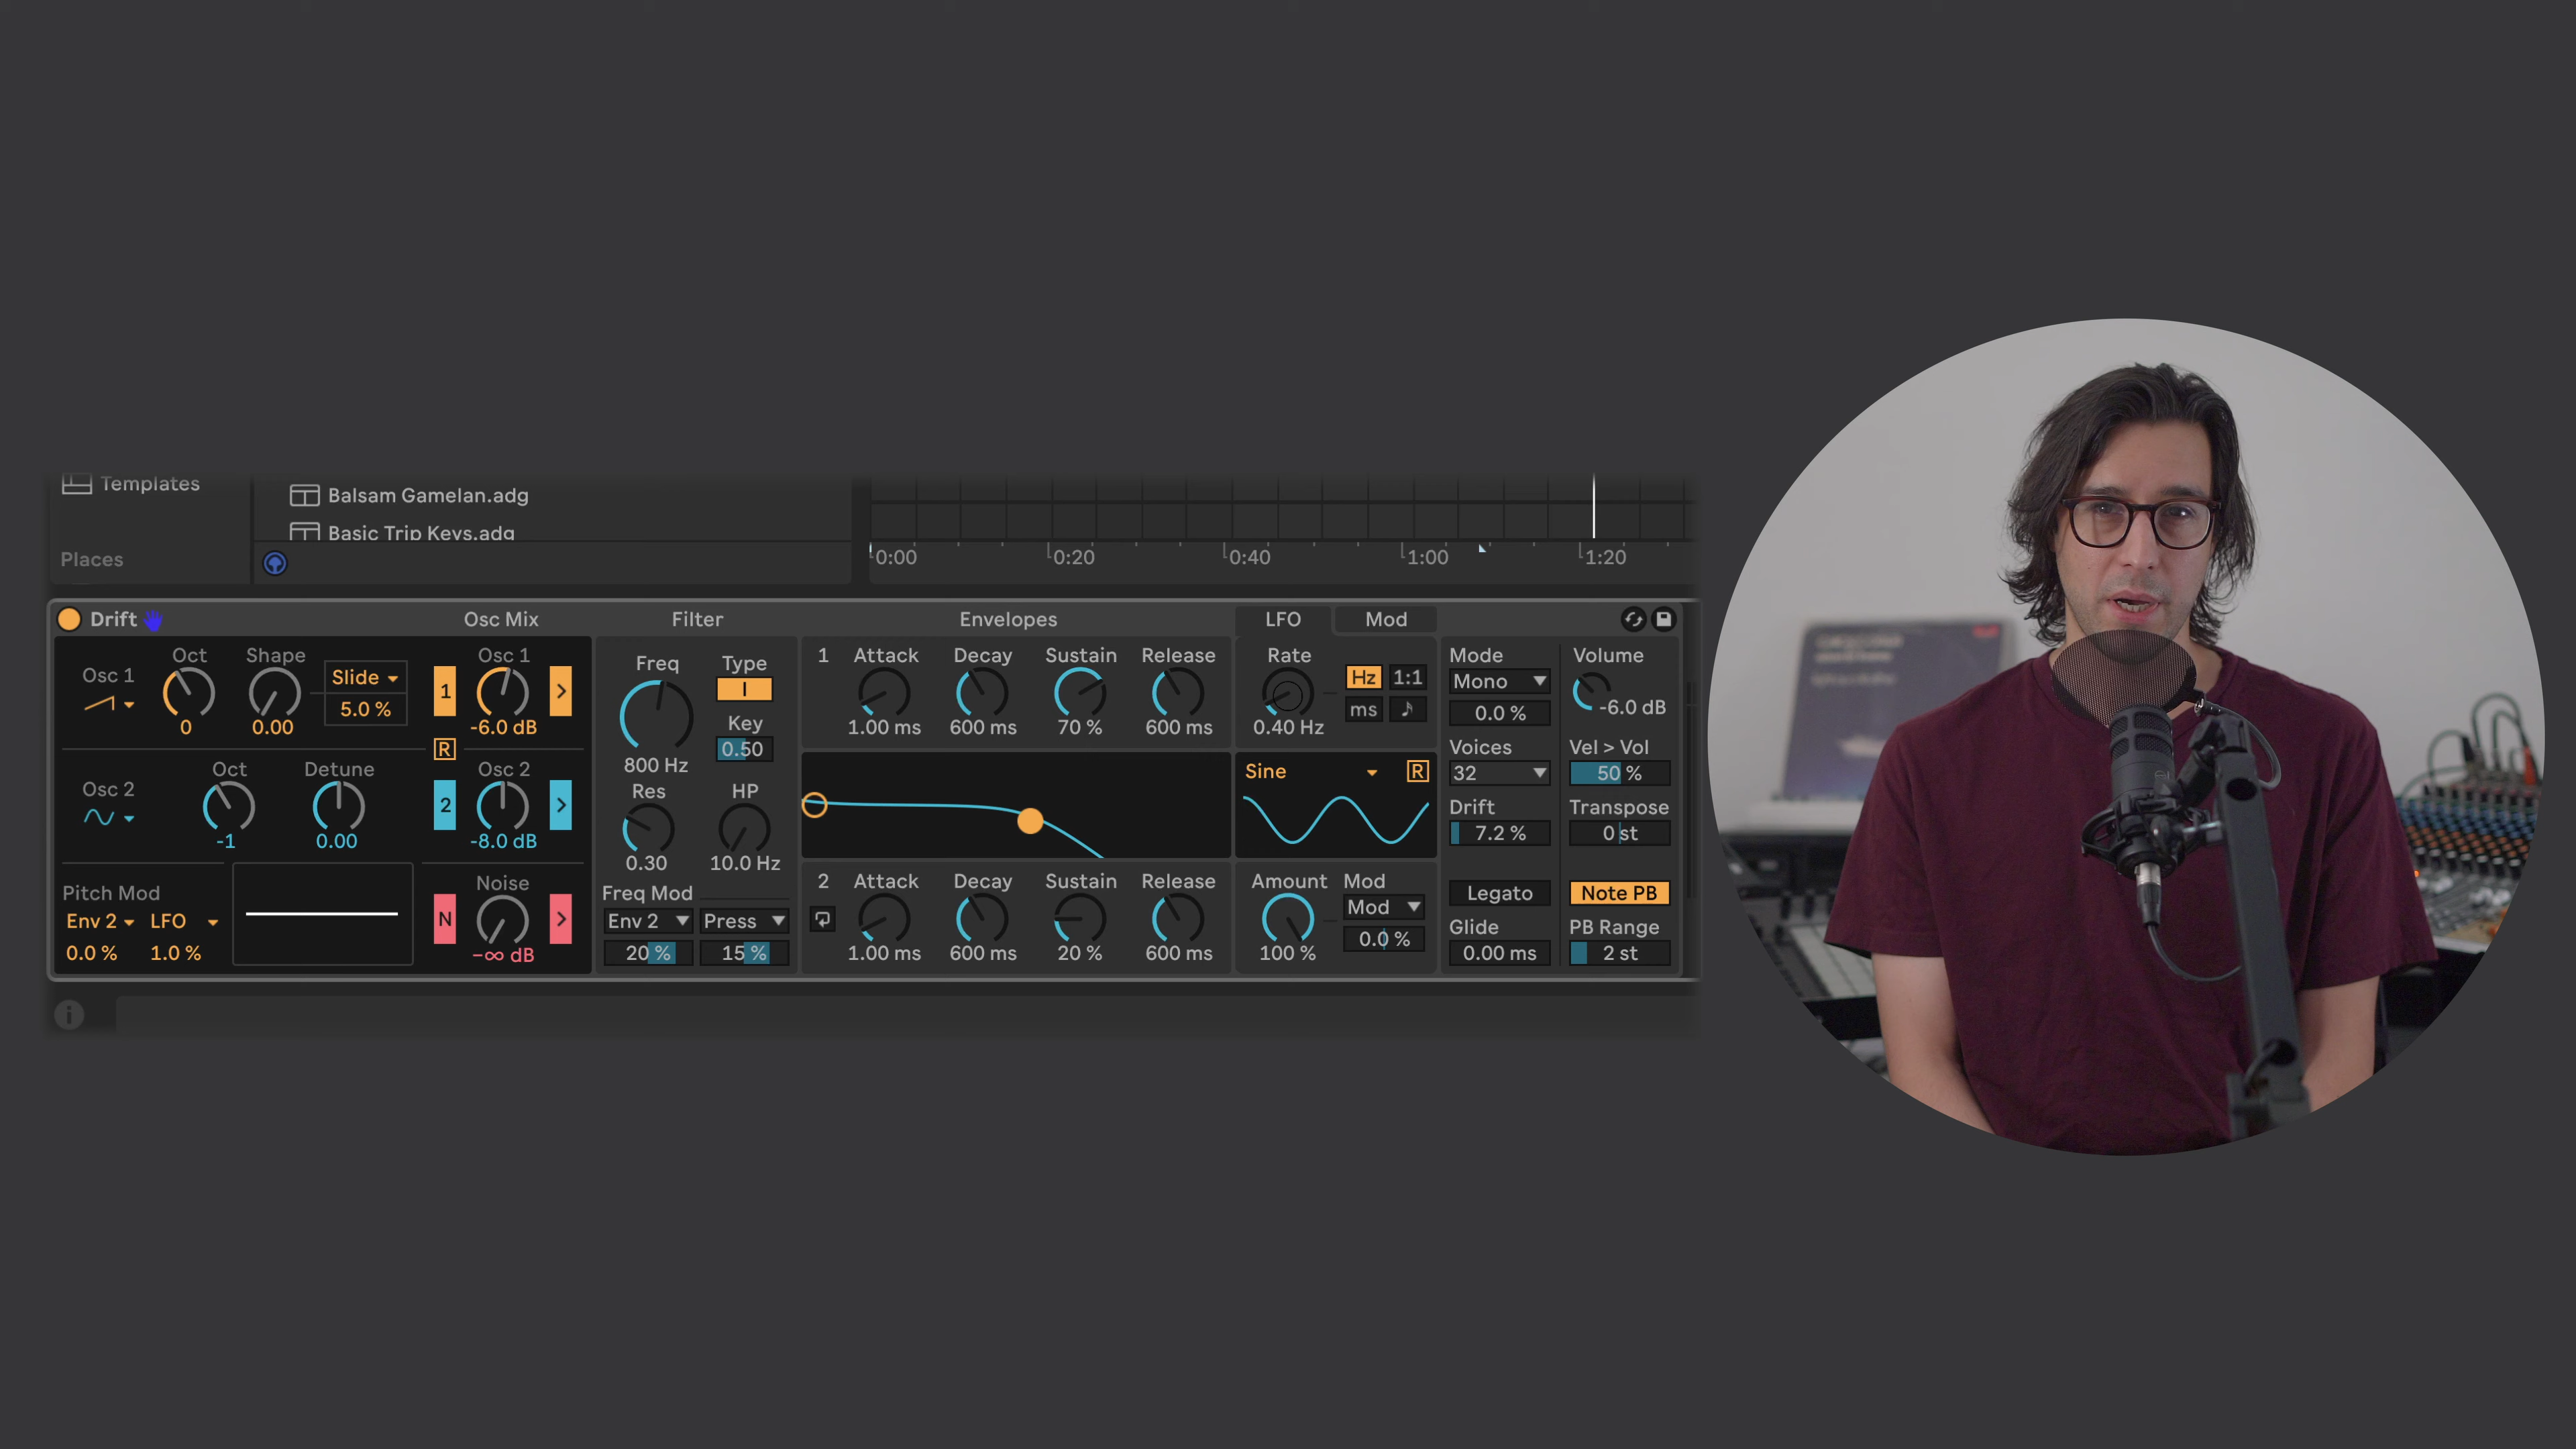 Templates
Balsam Gamelan.adg
Basic Trip Keys.adg
Places
0:00 0:20 0:40 1:00 1:20
Drift Osc Mix Filter Envelopes LFO Mod
Osc 1 Oct Shape Slide 1 Osc 1 >
0 0.00 5.0 % -6.0 dB
R
Osc 2 Oct Detune 2 Osc 2 >
-1 0.00 -8.0 dB
Pitch Mod N Noise >
Env 2 LFO
0.0 % 1.0 % -∞ dB
Freq Type
I
Key
0.50
800 Hz
Res HP
0.30 10.0 Hz
Freq Mod
Env 2 Press
20 % 15 %
1 Attack Decay Sustain Release
1.00 ms 600 ms 70 % 600 ms
2 Attack Decay Sustain Release
1.00 ms 600 ms 20 % 600 ms
Rate Hz 1:1
ms
0.40 Hz
Sine R
Amount Mod
Mod
100 % 0.0 %
Mode Volume
Mono
0.0 % -6.0 dB
Voices Vel > Vol
32 50 %
Drift Transpose
7.2 % 0 st
Legato Note PB
Glide PB Range
0.00 ms 2 st